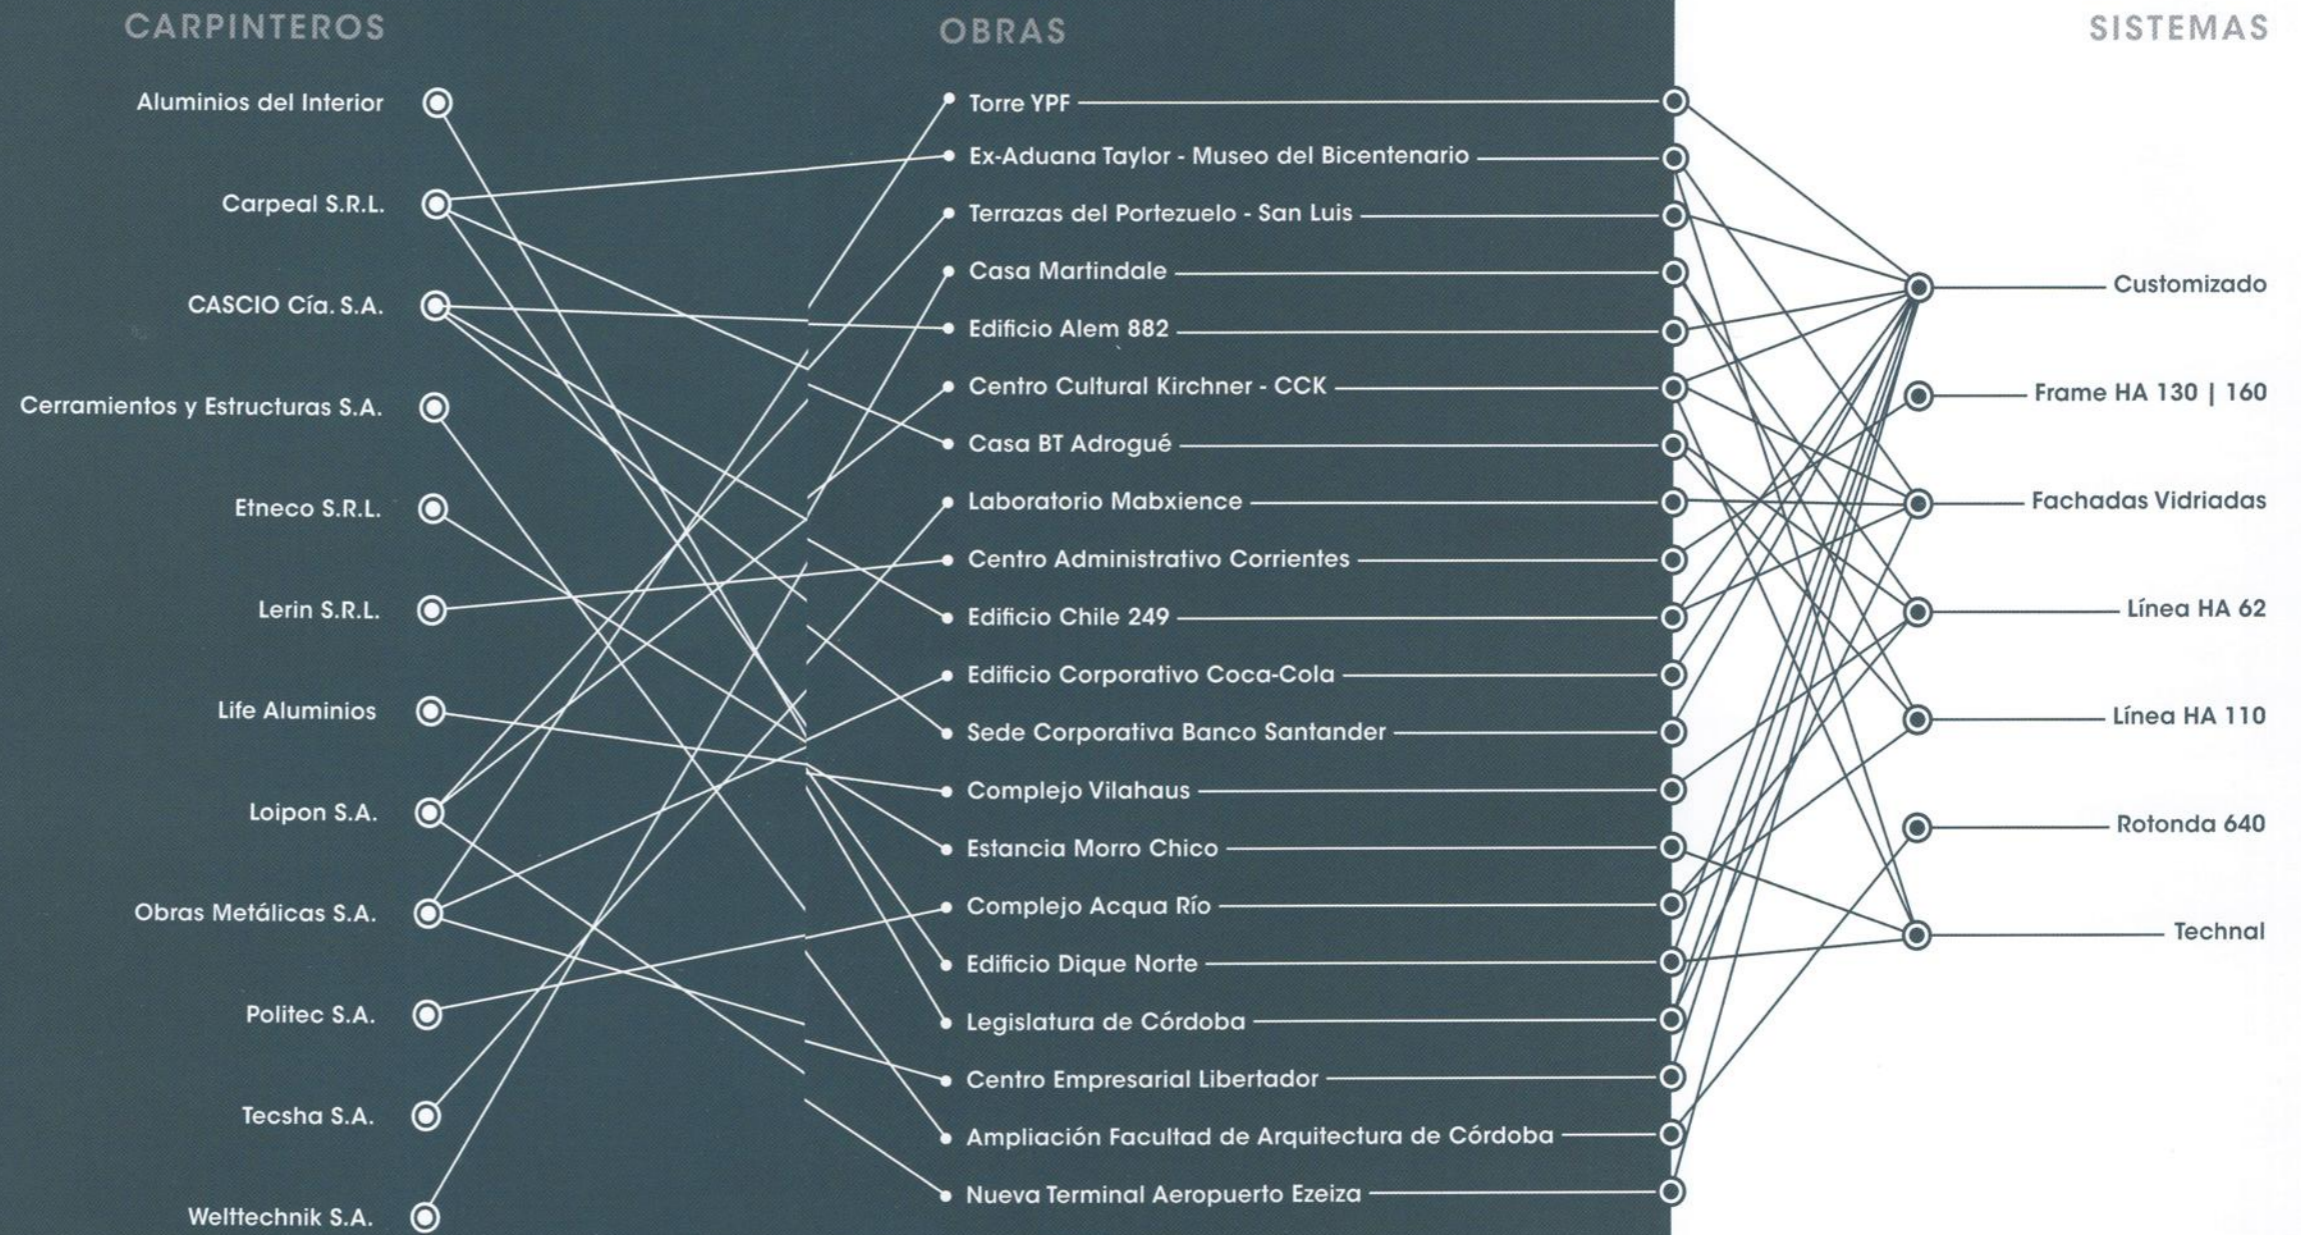 CARPINTEROS
Aluminios del Interior
Carpeal S.R.L.
CASCIO Cía. S.A.
Cerramientos y Estructuras S.A.
Etneco S.R.L.
Lerin S.R.L.
Life Aluminios
Loipon S.A.
Obras Metálicas S.A.
Politec S.A.
Tecsha S.A.
Welttechnik S.A.
OBRAS
Torre YPF
Ex-Aduana Taylor - Museo del Bicentenario
Terrazas del Portezuelo - San Luis
Casa Martindale
Edificio Alem 882
Centro Cultural Kirchner - CCK
Casa BT Adrogué
Laboratorio Mabxience
Centro Administrativo Corrientes
Edificio Chile 249
Edificio Corporativo Coca-Cola
Sede Corporativa Banco Santander
Complejo Vilahaus
Estancia Morro Chico
Complejo Acqua Río
Edificio Dique Norte
Legislatura de Córdoba
Centro Empresarial Libertador
Ampliación Facultad de Arquitectura de Córdoba
Nueva Terminal Aeropuerto Ezeiza
SISTEMAS
Customizado
Frame HA 130 | 160
Fachadas Vidriadas
Línea HA 62
Línea HA 110
Rotonda 640
Technal